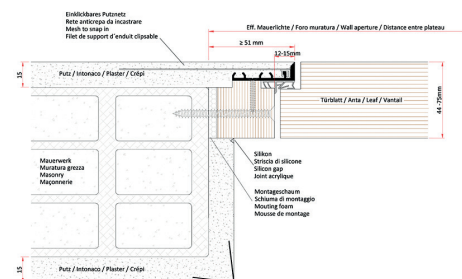 Einklickbares Putznetz
Rete anticrepa da incastrare
Mesh to snap in
Filet de support d´enduit clipsable
Eff. Mauerlichte / Foro muratura / Wall aperture / Distance entre plateau
≥ 51 mm
12-15mm
15
Putz / Intonaco / Plaster / Crépi
Türblatt / Anta / Leaf / Vantail
44 -75mm
Mauerwerk
Muratura grezza
Masonry
Maçonnerie
Silikon
Striscia di silicone
Silicon gap
Joint acrylique
Montageschaum
Schiuma di montaggio
Mouting foam
Mousse de montage
15
Putz / Intonaco / Plaster / Crépi